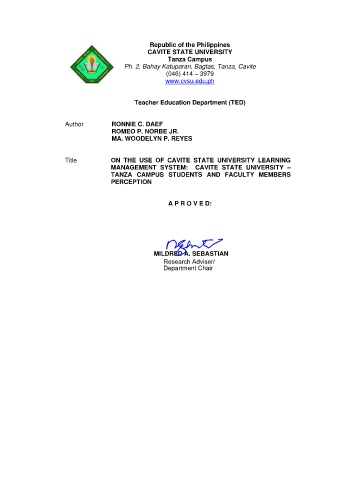 Republic of the Philippines
CAVITE STATE UNIVERSITY
Tanza Campus
Ph. 2, Bahay Katuparan, Bagtas, Tanza, Cavite
(046) 414 – 3979
www.cvsu.edu.ph
Teacher Education Department (TED)
Author RONNIE C. DAEF
ROMEO P. NORBE JR.
MA. WOODELYN P. REYES
Title ON THE USE OF CAVITE STATE UNIVERSITY LEARNING
MANAGEMENT SYSTEM: CAVITE STATE UNIVERSITY –
TANZA CAMPUS STUDENTS AND FACULTY MEMBERS
PERCEPTION
A P R O V E D:
MILDRED A. SEBASTIAN
Research Adviser/
Department Chair